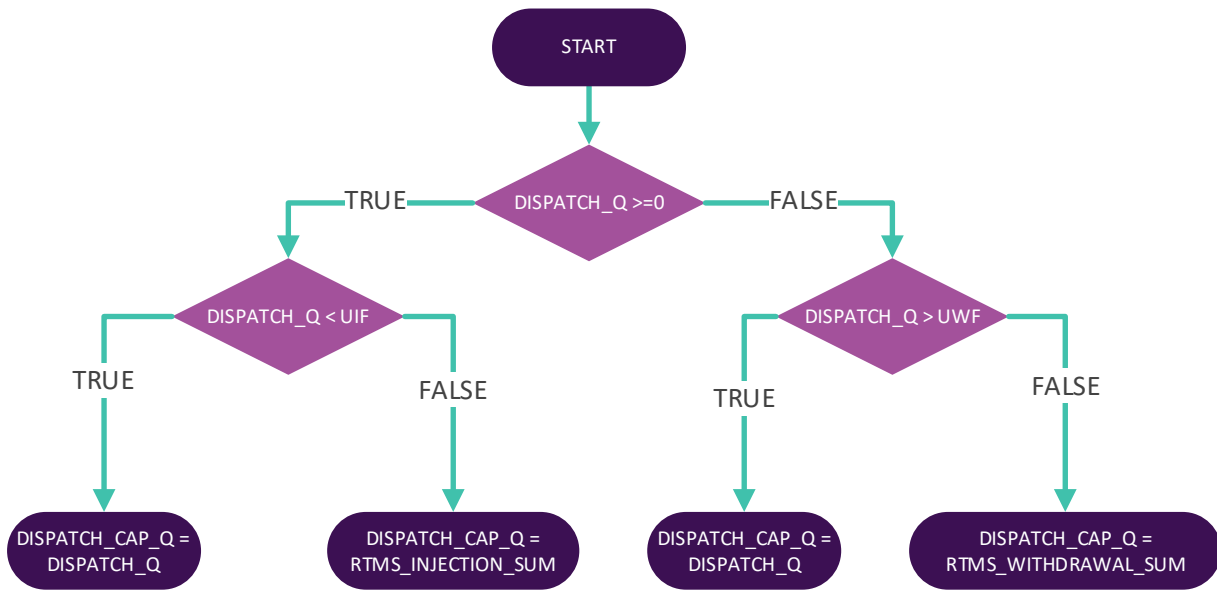 START
DISPATCH_Q >=0
TRUE
FALSE
DISPATCH_Q < UIF
DISPATCH_Q > UWF
TRUE
FALSE
TRUE
FALSE
DISPATCH_CAP_Q =
DISPATCH_Q
DISPATCH_CAP_Q =
RTMS_INJECTION_SUM
DISPATCH_CAP_Q =
DISPATCH_Q
DISPATCH_CAP_Q =
RTMS_WITHDRAWAL_SUM